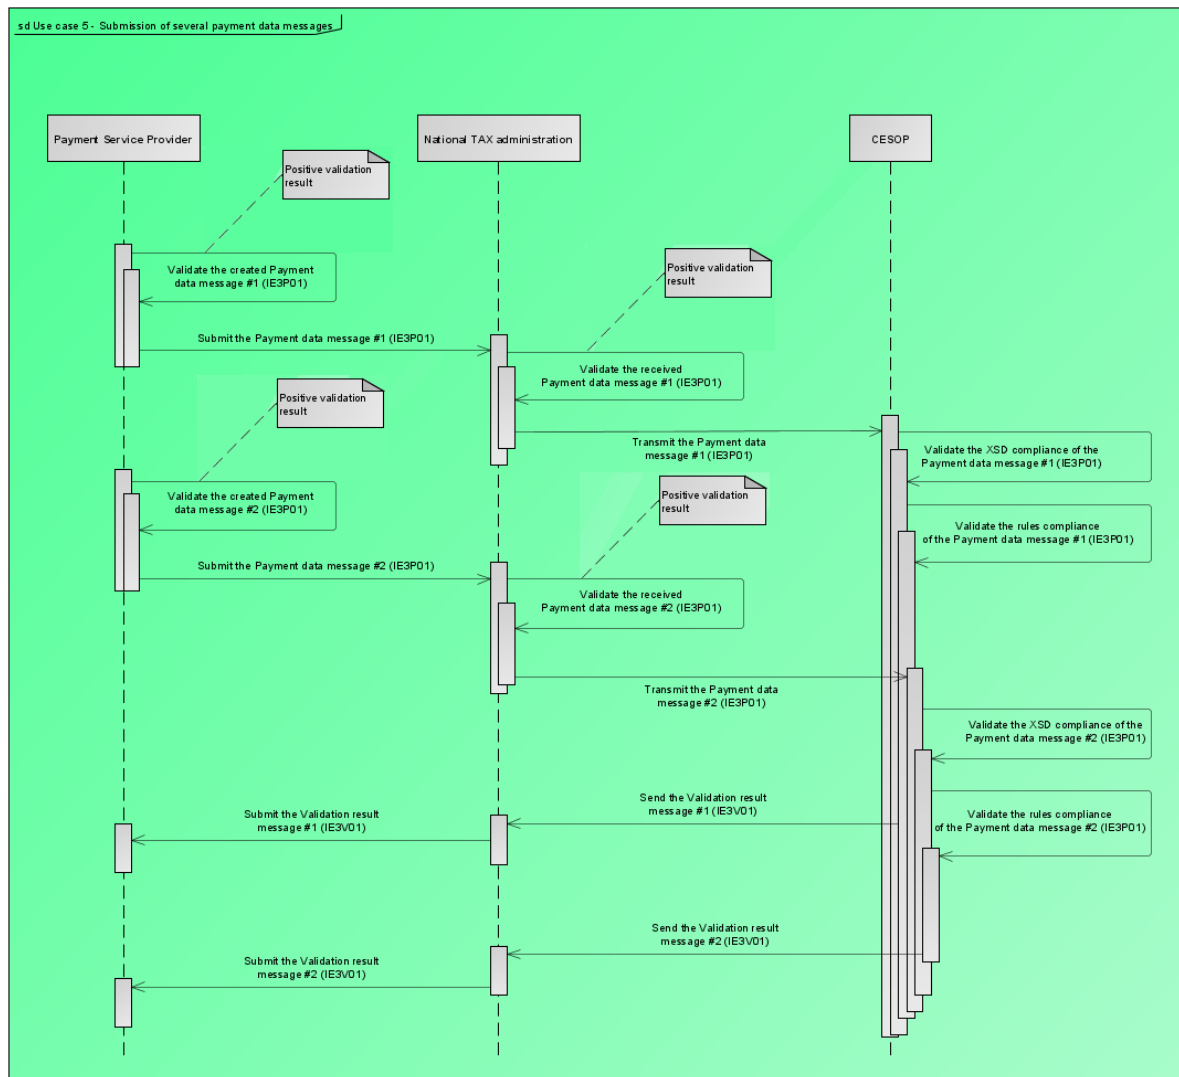 sd Use case 5 - Submission of several payment data messages
Payment Service Provider
National TAX administration
CESOP
Positive validation
result
Validate the created Payment
data message #1 (IE3P01)
Positive validation
result
Submit the Payment data message #1 (IE3P01)
Validate the received
Payment data message #1 (IE3P01)
Positive validation
result
Transmit the Payment data
message #1 (IE3P01)
Validate the XSD compliance of the
Payment data message #1 (IE3P01)
Validate the created Payment
data message #2 (IE3P01)
Positive validation
result
Validate the rules compliance
of the Payment data message #1 (IE3P01)
Submit the Payment data message #2 (IE3P01)
Validate the received
Payment data message #2 (IE3P01)
Transmit the Payment data
message #2 (IE3P01)
Validate the XSD compliance of the
Payment data message #2 (IE3P01)
Send the Validation result
message #1 (IE3V01)
Submit the Validation result
message #1 (IE3V01)
Validate the rules compliance
of the Payment data message #2 (IE3P01)
Send the Validation result
message #2 (IE3V01)
Submit the Validation result
message #2 (IE3V01)